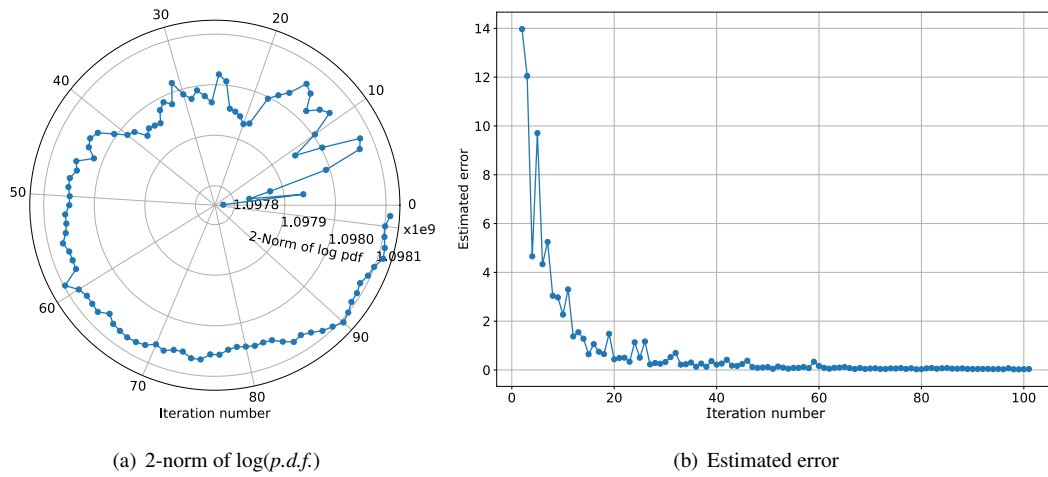 30
20
40
10
50
0
1.0978
1.0979
x1e9
1.0980
2-Norm of log pdf
1.0981
60
90
70
80
Iteration number
(a) 2-norm of log(p.d.f.)
14
12
10
8
6
4
2
0
Estimated error
0 20 40 60 80 100
Iteration number
(b) Estimated error